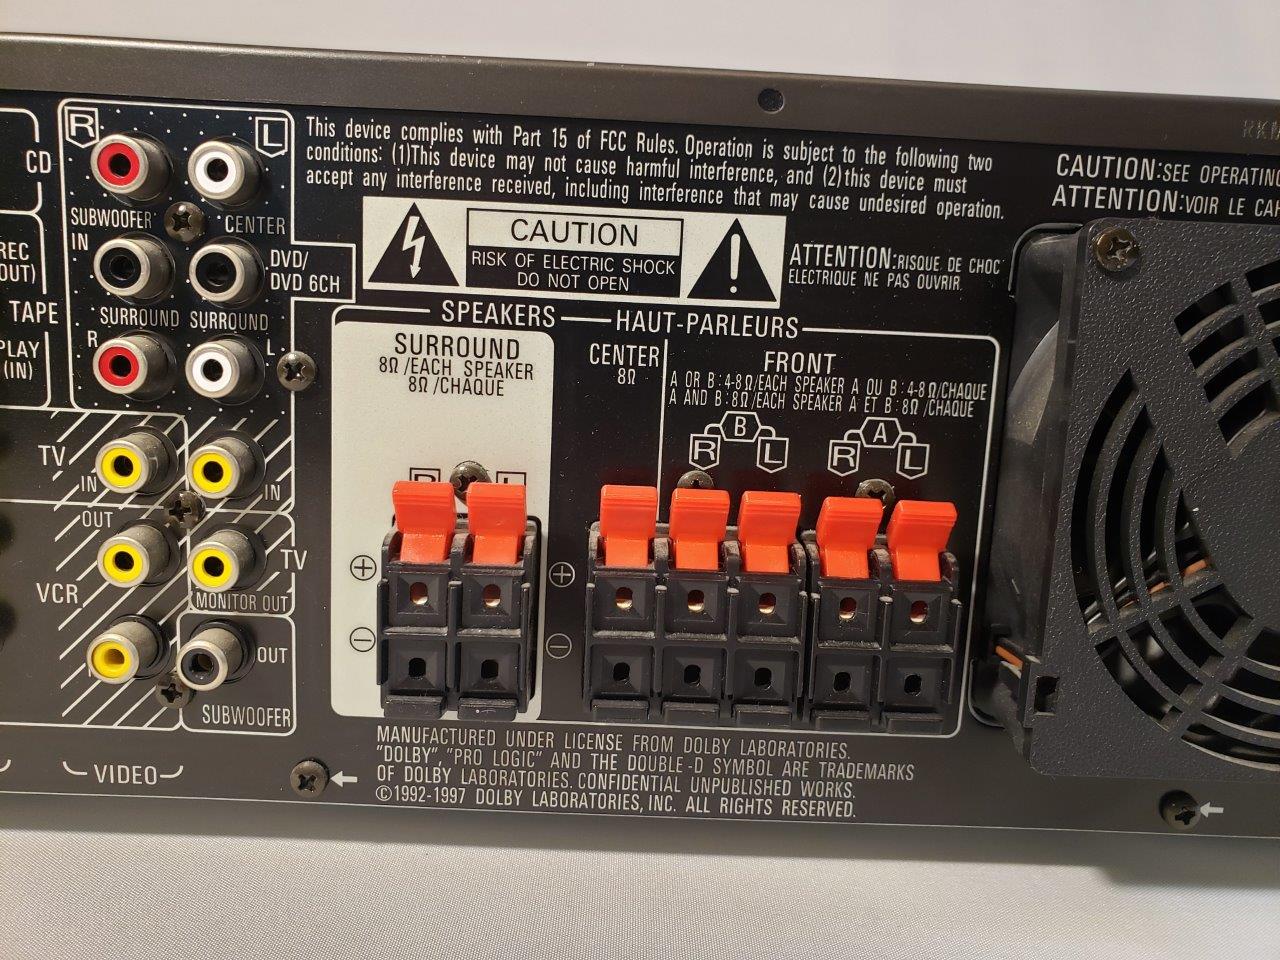 R L
CD
SUBWOOFER CENTER
IN
DVD/
DVD 6CH
REC
OUT)
TAPE
PLAY
(IN)
SURROUND SURROUND
R L
TV
IN IN
OUT
TV
VCR
MONITOR OUT
OUT
SUBWOOFER
VIDEO
This device complies with Part 15 of FCC Rules. Operation is subject to the following two
conditions: (1)This device may not cause harmful interference, and (2)this device must
accept any interference received, including interference that may cause undesired operation.
CAUTION
RISK OF ELECTRIC SHOCK
DO NOT OPEN
ATTENTION:RISQUE DE CHOC
ELECTRIQUE NE PAS OUVRIR.
CAUTION:SEE OPERATING
ATTENTION:VOIR LE CAH
SPEAKERS HAUT-PARLEURS
SURROUND
8Ω/EACH SPEAKER
8Ω/CHAQUE
R L
CENTER
8Ω
FRONT
A OR B:4-8Ω/EACH SPEAKER A OU B:4-8Ω/CHAQUE
A AND B:8Ω/EACH SPEAKER A ET B:8Ω/CHAQUE
B A
R L R L
+ +
− −
MANUFACTURED UNDER LICENSE FROM DOLBY LABORATORIES.
"DOLBY", "PRO LOGIC" AND THE DOUBLE-D SYMBOL ARE TRADEMARKS
OF DOLBY LABORATORIES. CONFIDENTIAL UNPUBLISHED WORKS.
©1992-1997 DOLBY LABORATORIES, INC. ALL RIGHTS RESERVED.